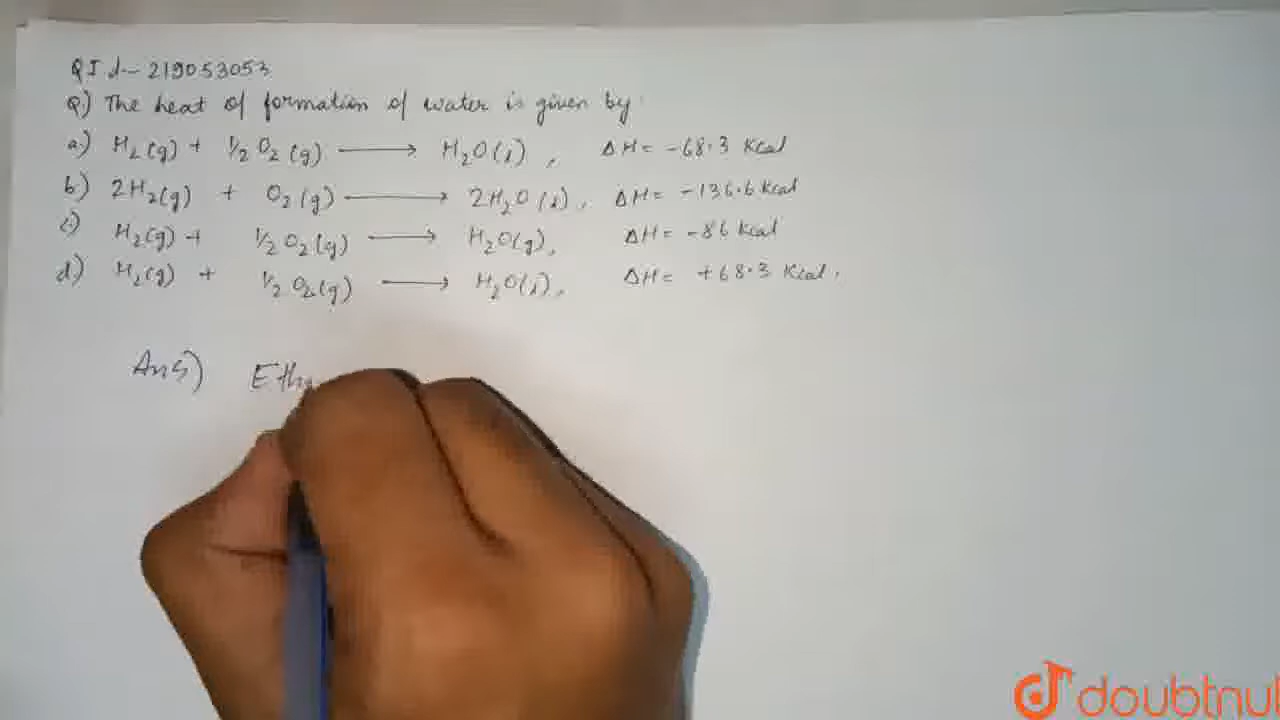 QId-219053053
Q) The heat of formation of water is given by:
a) H₂(g) + 1/2 O₂(g) ⟶ H₂O(l), ΔH= -68.3 Kcal
b) 2H₂(g) + O₂(g) ⟶ 2H₂O(l), ΔH= -136.6 Kcal
c) H₂(g) + 1/2 O₂(g) ⟶ H₂O(g), ΔH= -86 Kcal
d) H₂(g) + 1/2 O₂(g) ⟶ H₂O(l), ΔH= +68.3 Kcal.
Ans)
doubtnut